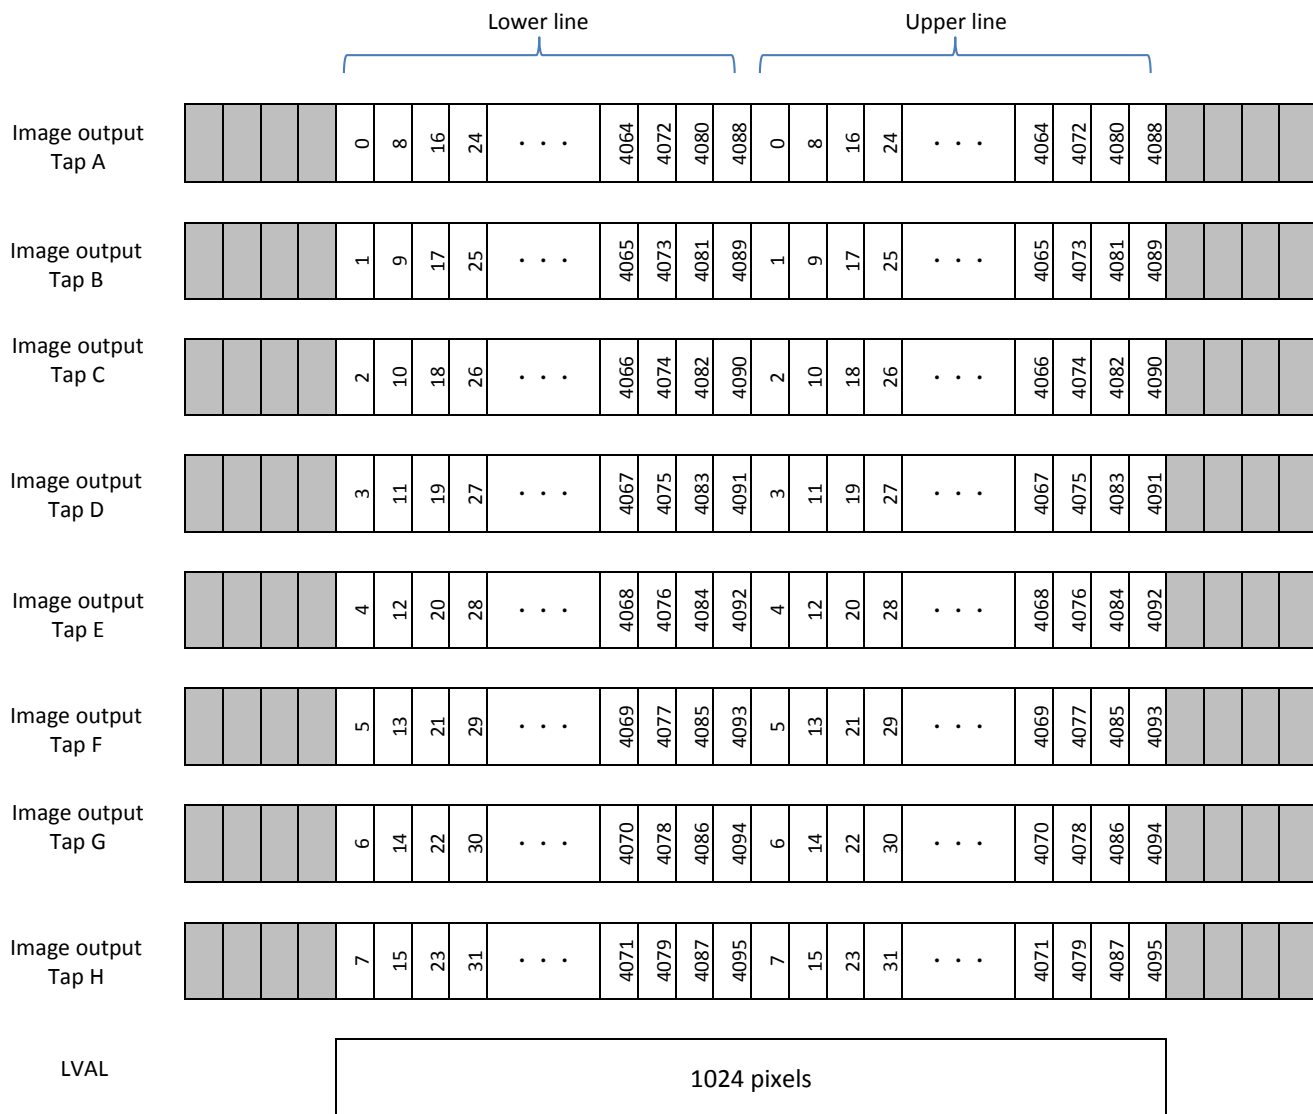 Lower line Upper line
Image output
Tap A
0 8 16 24 · · · 4064 4072 4080 4088 0 8 16 24 · · · 4064 4072 4080 4088
Image output
Tap B
1 9 17 25 · · · 4065 4073 4081 4089 1 9 17 25 · · · 4065 4073 4081 4089
Image output
Tap C
2 10 18 26 · · · 4066 4074 4082 4090 2 10 18 26 · · · 4066 4074 4082 4090
Image output
Tap D
3 11 19 27 · · · 4067 4075 4083 4091 3 11 19 27 · · · 4067 4075 4083 4091
Image output
Tap E
4 12 20 28 · · · 4068 4076 4084 4092 4 12 20 28 · · · 4068 4076 4084 4092
Image output
Tap F
5 13 21 29 · · · 4069 4077 4085 4093 5 13 21 29 · · · 4069 4077 4085 4093
Image output
Tap G
6 14 22 30 · · · 4070 4078 4086 4094 6 14 22 30 · · · 4070 4078 4086 4094
Image output
Tap H
7 15 23 31 · · · 4071 4079 4087 4095 7 15 23 31 · · · 4071 4079 4087 4095
LVAL
1024 pixels